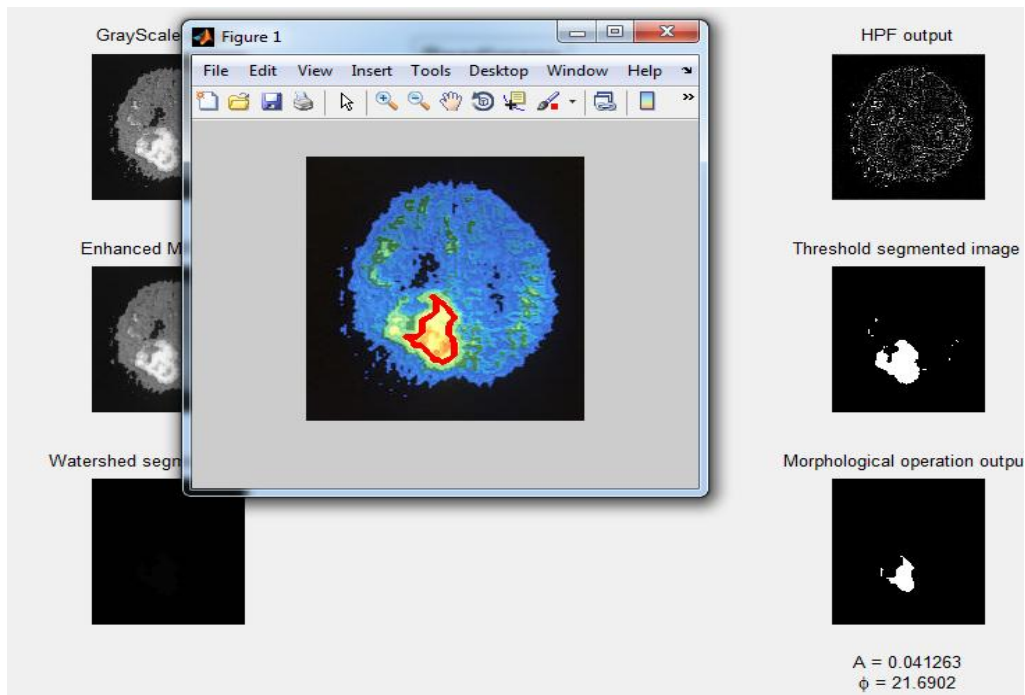 GrayScale
Figure 1
HPF output
File Edit View Insert Tools Desktop Window Help
Enhanced M
Threshold segmented image
Watershed segm
Morphological operation outpu
A = 0.041263
ϕ = 21.6902